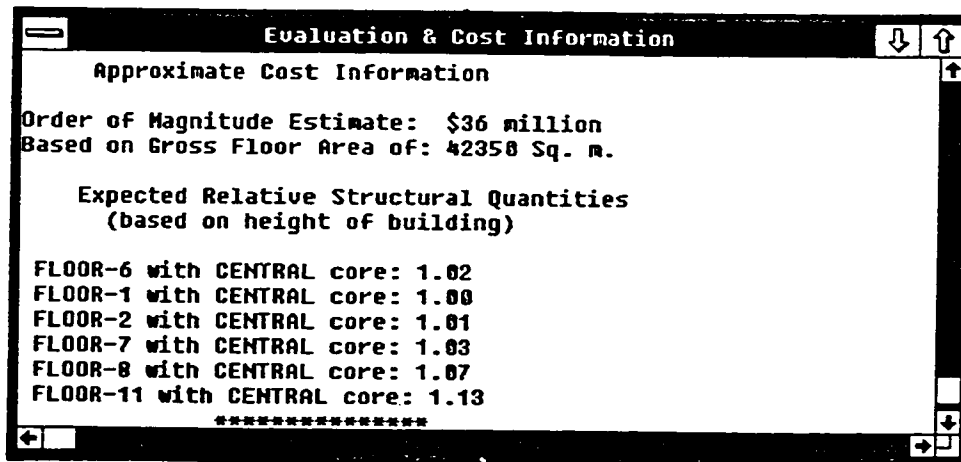 Evaluation & Cost Information
Approximate Cost Information
Order of Magnitude Estimate: $36 million
Based on Gross Floor Area of: 42350 Sq. m.
Expected Relative Structural Quantities
(based on height of building)
FLOOR-6 with CENTRAL core: 1.02
FLOOR-1 with CENTRAL core: 1.00
FLOOR-2 with CENTRAL core: 1.01
FLOOR-7 with CENTRAL core: 1.03
FLOOR-8 with CENTRAL core: 1.07
FLOOR-11 with CENTRAL core: 1.13
***************